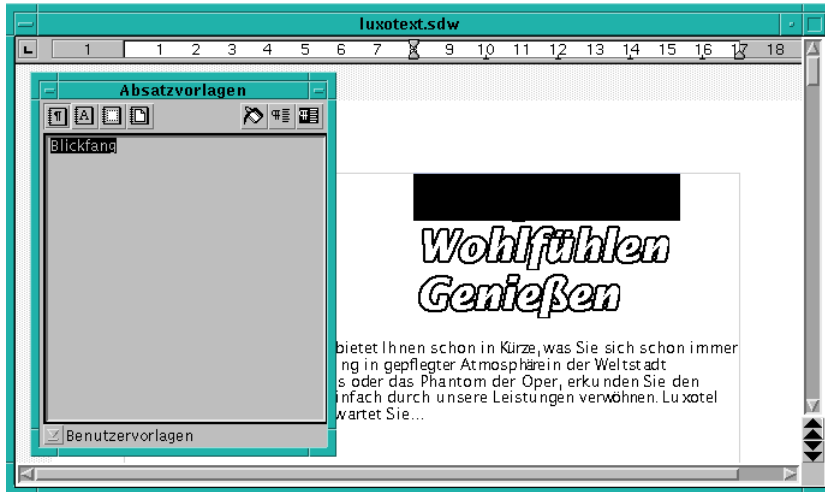 luxotext.sdw
1 1 2 3 4 5 6 7 8 9 10 11 12 13 14 15 16 17 18
Absatzvorlagen
Blickfang
Benutzervorlagen
Wohlfühlen
Genießen
bietet Ihnen schon in Kürze, was Sie sich schon immer
ng in gepflegter Atmosphäre in der Weltstadt
s oder das Phantom der Oper, erkunden Sie den
infach durch unsere Leistungen verwöhnen. Luxotel
wartet Sie...